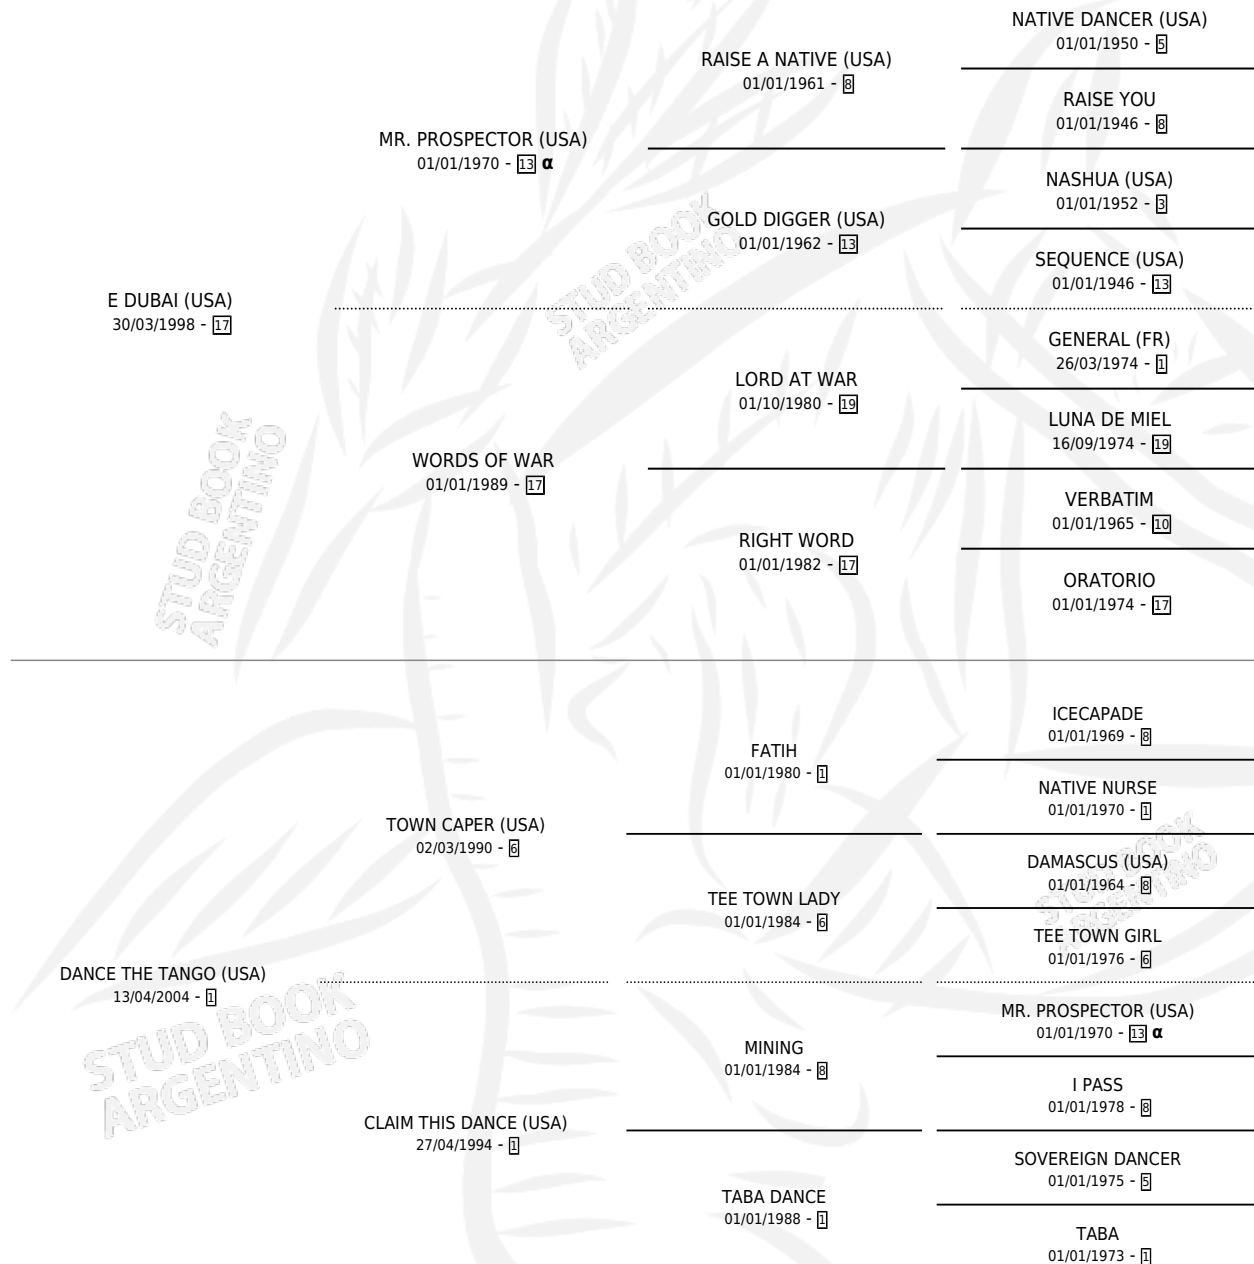 NATIVE DANCER (USA)
01/01/1950 - 5
RAISE A NATIVE (USA)
01/01/1961 - 8
RAISE YOU
01/01/1946 - 8
MR. PROSPECTOR (USA)
01/01/1970 - 13 α
NASHUA (USA)
01/01/1952 - 3
GOLD DIGGER (USA)
01/01/1962 - 13
SEQUENCE (USA)
01/01/1946 - 13
E DUBAI (USA)
30/03/1998 - 17
STUD BOOK
ARGENTINO
GENERAL (FR)
26/03/1974 - 1
LORD AT WAR
01/10/1980 - 19
LUNA DE MIEL
16/09/1974 - 19
WORDS OF WAR
01/01/1989 - 17
VERBATIM
01/01/1965 - 10
RIGHT WORD
01/01/1982 - 17
ORATORIO
01/01/1974 - 17
STUD BOOK
ARGENTINO
ICECAPADE
01/01/1969 - 8
FATIH
01/01/1980 - 1
NATIVE NURSE
01/01/1970 - 1
TOWN CAPER (USA)
02/03/1990 - 6
DAMASCUS (USA)
01/01/1964 - 8
STUD BOOK
ARGENTINO
TEE TOWN LADY
01/01/1984 - 6
TEE TOWN GIRL
01/01/1976 - 6
DANCE THE TANGO (USA)
13/04/2004 - 1
STUD BOOK
ARGENTINO
MR. PROSPECTOR (USA)
01/01/1970 - 13 α
MINING
01/01/1984 - 8
I PASS
01/01/1978 - 8
CLAIM THIS DANCE (USA)
27/04/1994 - 1
SOVEREIGN DANCER
01/01/1975 - 5
TABA DANCE
01/01/1988 - 1
TABA
01/01/1973 - 1